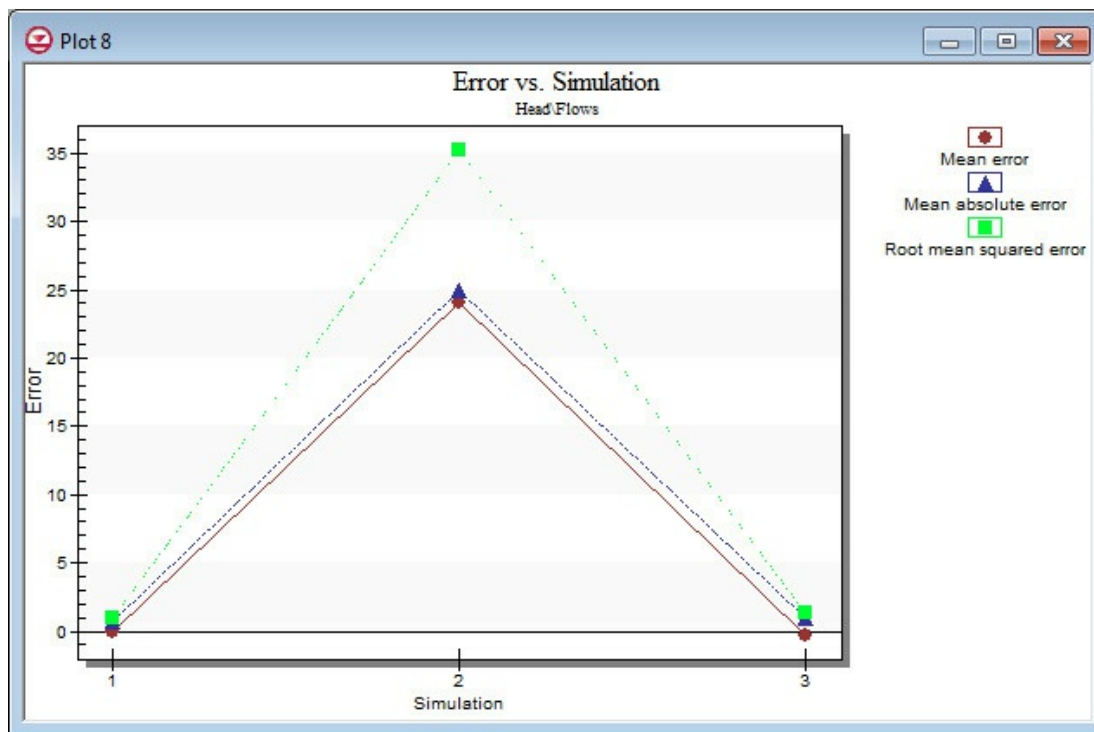 Plot 8
Error vs. Simulation
Head\Flows
35
30
25
20
15
10
5
0
Error
1
2
3
Simulation
Mean error
Mean absolute error
Root mean squared error